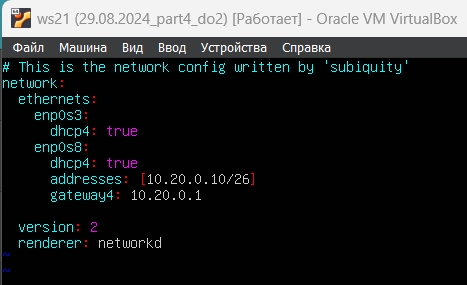 ws21 (29.08.2024_part4_do2) [Работает] - Oracle VM VirtualBox
Файл Машина Вид Ввод Устройства Справка
# This is the network config written by 'subiquity'
network:
  ethernets:
    enp0s3:
      dhcp4: true
    enp0s8:
      dhcp4: true
      addresses: [10.20.0.10/26]
      gateway4: 10.20.0.1
  version: 2
  renderer: networkd
~
~